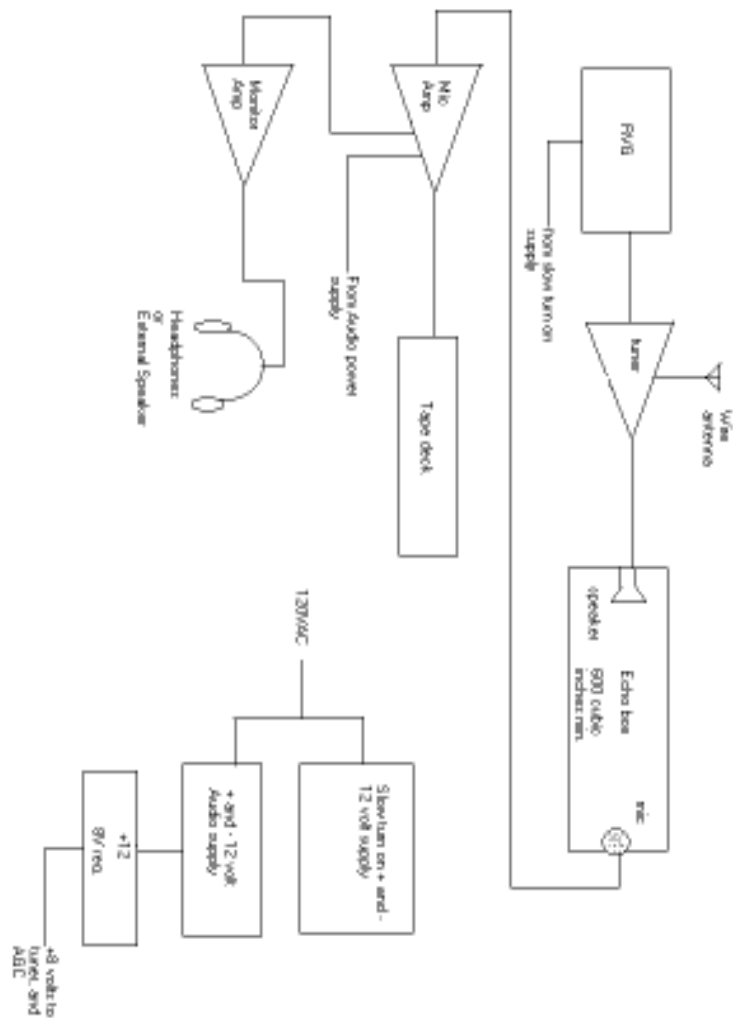 from slow turn on
supply
tuner
Wire
antenna
speaker
Echo box
600 cubic
inches min.
mic
Mic
Amp
From Audio power
supply
Tape deck
Monitor
Amp
Headphones
or
External Speaker
120VAC
Slow turn on + and -
12 volt supply
+ and - 12 volt
Audio supply
+12
8V reg.
+8 volts to
tuner, and
AGC